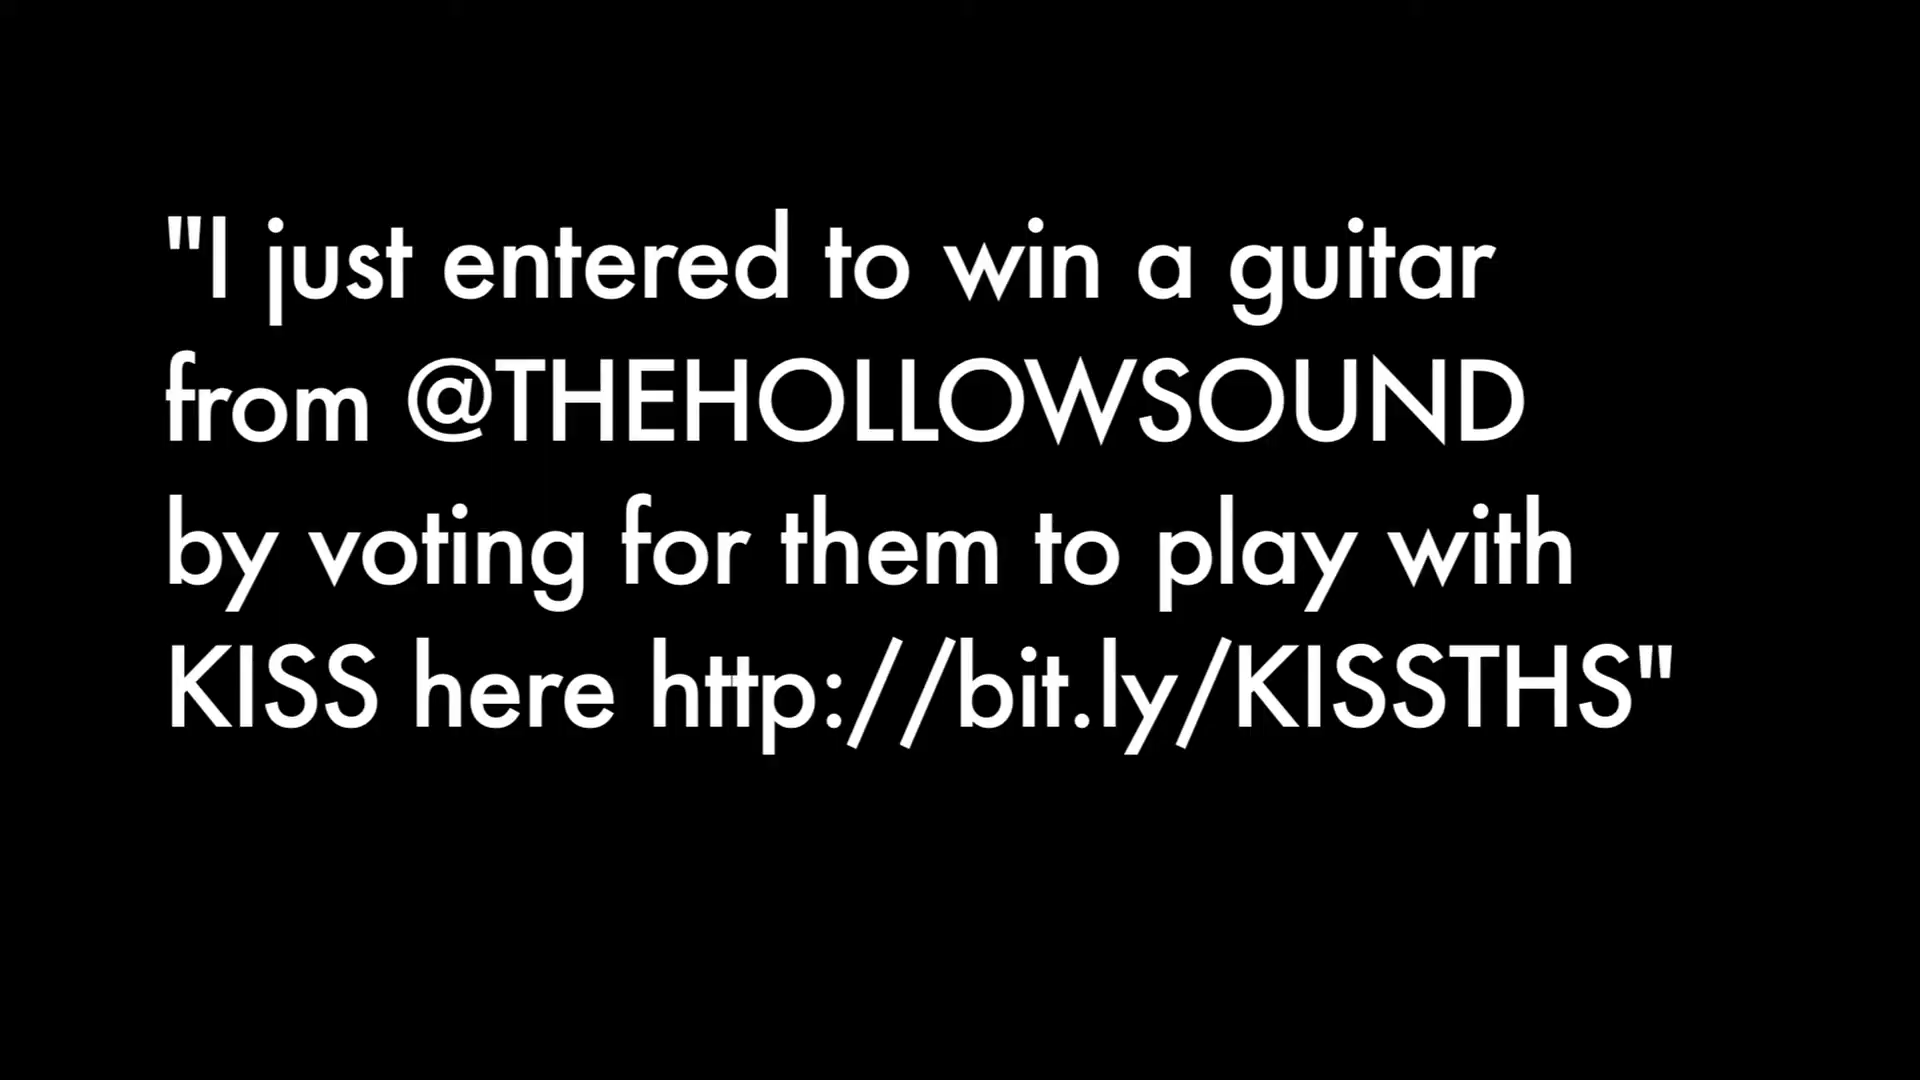 "I just entered to win a guitar
from @THEHOLLOWSOUND
by voting for them to play with
KISS here http://bit.ly/KISSTHS"